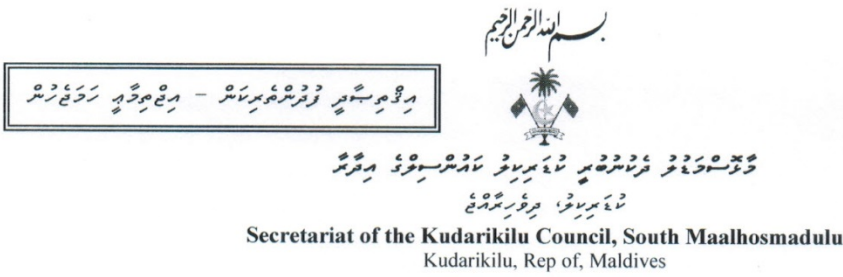 بسم الله الرحمن الرحيم
އިޤްތިޞާދީ ފުދުންތެރިކަން – އިޖްތިމާޢީ ހަމަޖެހުން
މާޅޮސްމަޑުލު ދެކުނުބުރީ ކުޑަރިކިލު ކައުންސިލްގެ އިދާރާ
ކުޑަރިކިލު، ދިވެހިރާއްޖެ
Secretariat of the Kudarikilu Council, South Maalhosmadulu
Kudarikilu, Rep of, Maldives